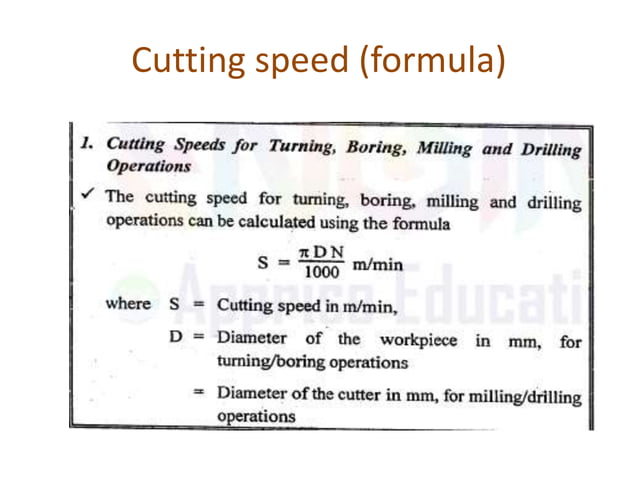 Cutting speed (formula)
1. Cutting Speeds for Turning, Boring, Milling and Drilling
Operations
✓ The cutting speed for turning, boring, milling and drilling
operations can be calculated using the formula
S = π D N / 1000 m/min
where S = Cutting speed in m/min,
D = Diameter of the workpiece in mm, for
turning/boring operations
= Diameter of the cutter in mm, for milling/drilling
operations